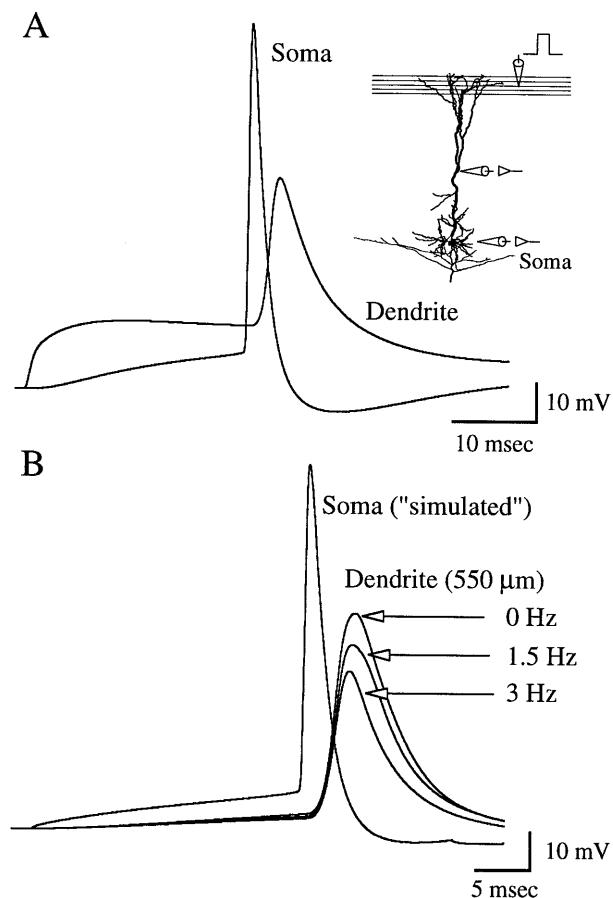 A
Soma
Soma
Dendrite
10 mV
10 msec
B
Soma ("simulated")
Dendrite (550 μm)
0 Hz
1.5 Hz
3 Hz
10 mV
5 msec